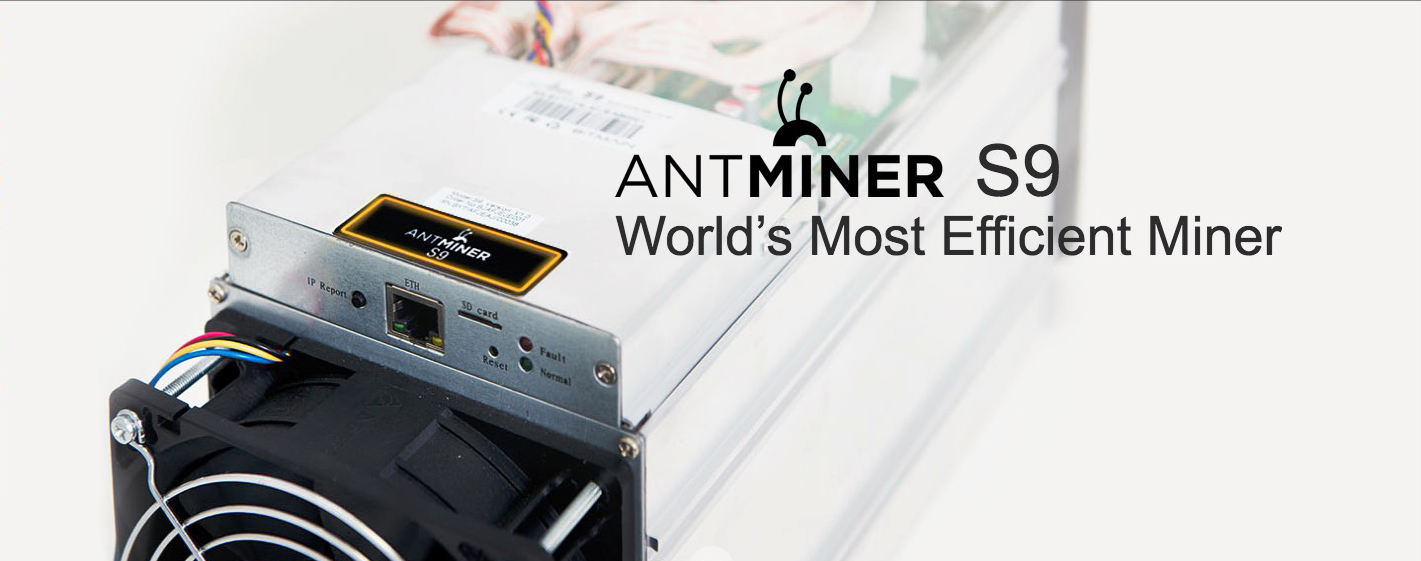 ANTMINER S9
World's Most Efficient Miner
ANTMINER
S9
IP Report
ETH
SD card
Reset
Fault
Normal